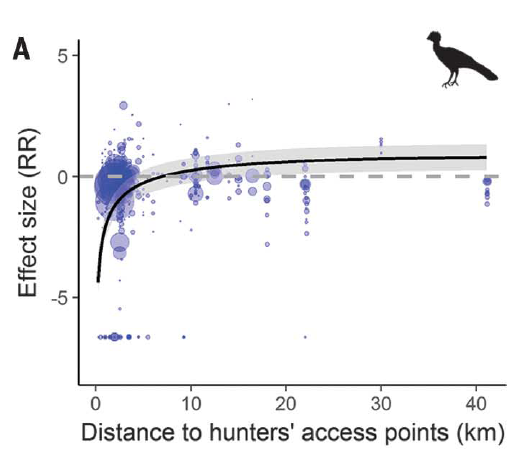 A
5
0
-5
Effect size (RR)
0 10 20 30 40
Distance to hunters' access points (km)